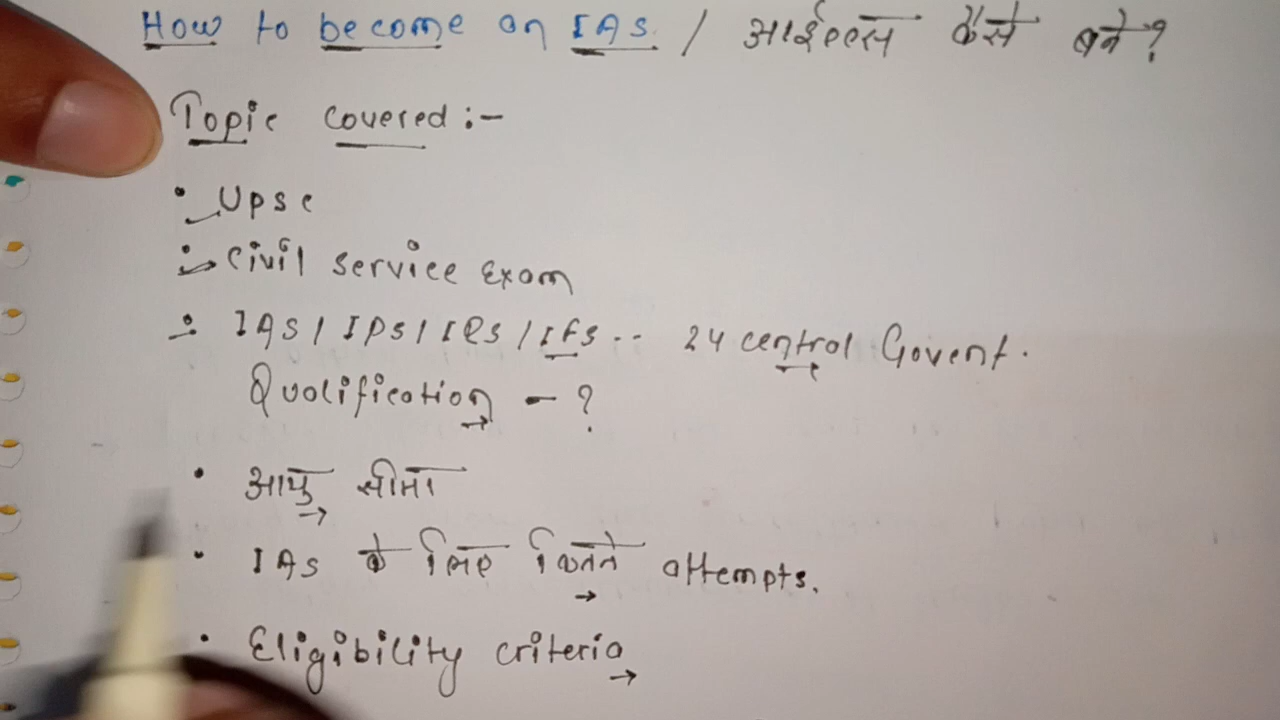 How to become an IAS. / आईएएस कैसे बने?
Topic covered :-
• Upsc
• Civil service Exam
• IAS / IPS / IRS / IFS .. 24 central Govent.
Qualification - ?
• आयु सीमा
• IAS के लिए कितने attempts.
• Eligibility criteria